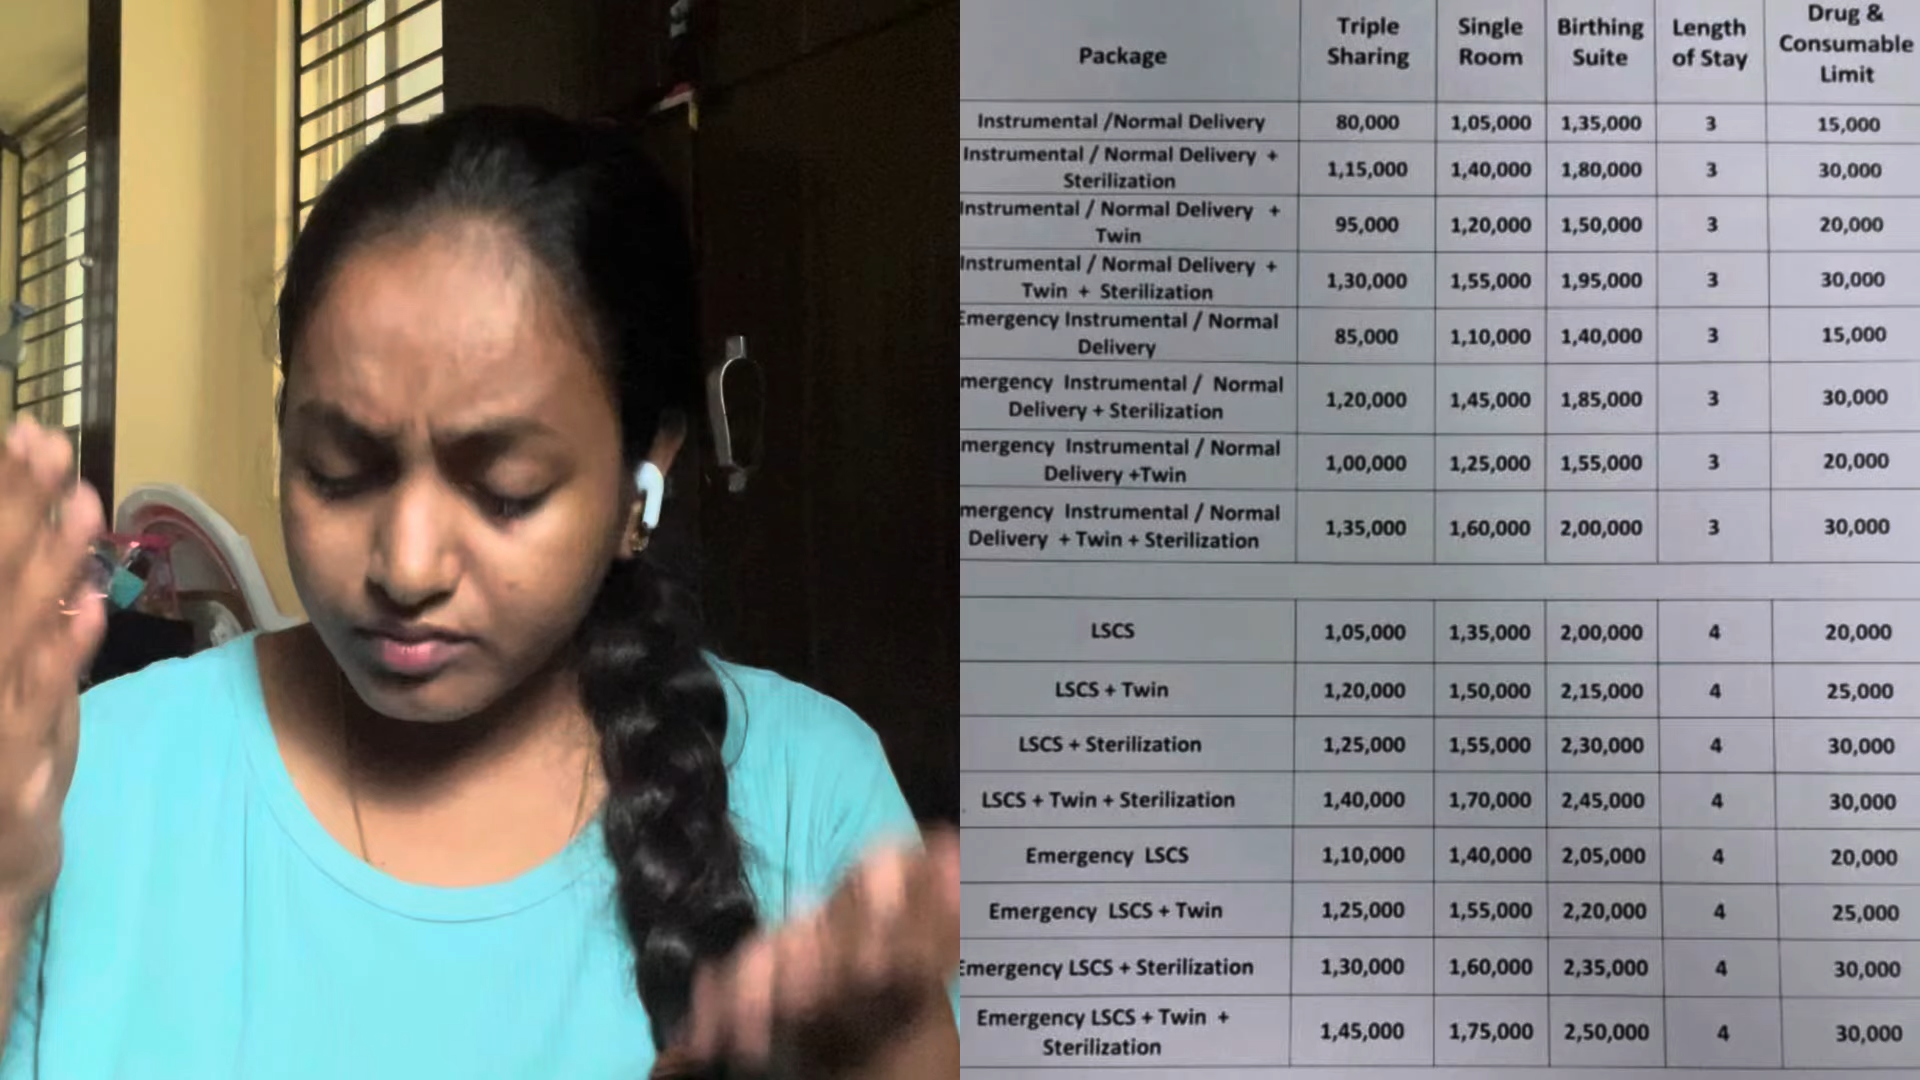 Package Triple Sharing Single Room Birthing Suite Length of Stay Drug & Consumable Limit
Instrumental /Normal Delivery 80,000 1,05,000 1,35,000 3 15,000
Instrumental / Normal Delivery + Sterilization 1,15,000 1,40,000 1,80,000 3 30,000
Instrumental / Normal Delivery + Twin 95,000 1,20,000 1,50,000 3 20,000
Instrumental / Normal Delivery + Twin + Sterilization 1,30,000 1,55,000 1,95,000 3 30,000
Emergency Instrumental / Normal Delivery 85,000 1,10,000 1,40,000 3 15,000
mergency Instrumental / Normal Delivery + Sterilization 1,20,000 1,45,000 1,85,000 3 30,000
mergency Instrumental / Normal Delivery +Twin 1,00,000 1,25,000 1,55,000 3 20,000
mergency Instrumental / Normal Delivery + Twin + Sterilization 1,35,000 1,60,000 2,00,000 3 30,000
LSCS 1,05,000 1,35,000 2,00,000 4 20,000
LSCS + Twin 1,20,000 1,50,000 2,15,000 4 25,000
LSCS + Sterilization 1,25,000 1,55,000 2,30,000 4 30,000
LSCS + Twin + Sterilization 1,40,000 1,70,000 2,45,000 4 30,000
Emergency LSCS 1,10,000 1,40,000 2,05,000 4 20,000
Emergency LSCS + Twin 1,25,000 1,55,000 2,20,000 4 25,000
Emergency LSCS + Sterilization 1,30,000 1,60,000 2,35,000 4 30,000
Emergency LSCS + Twin + Sterilization 1,45,000 1,75,000 2,50,000 4 30,000